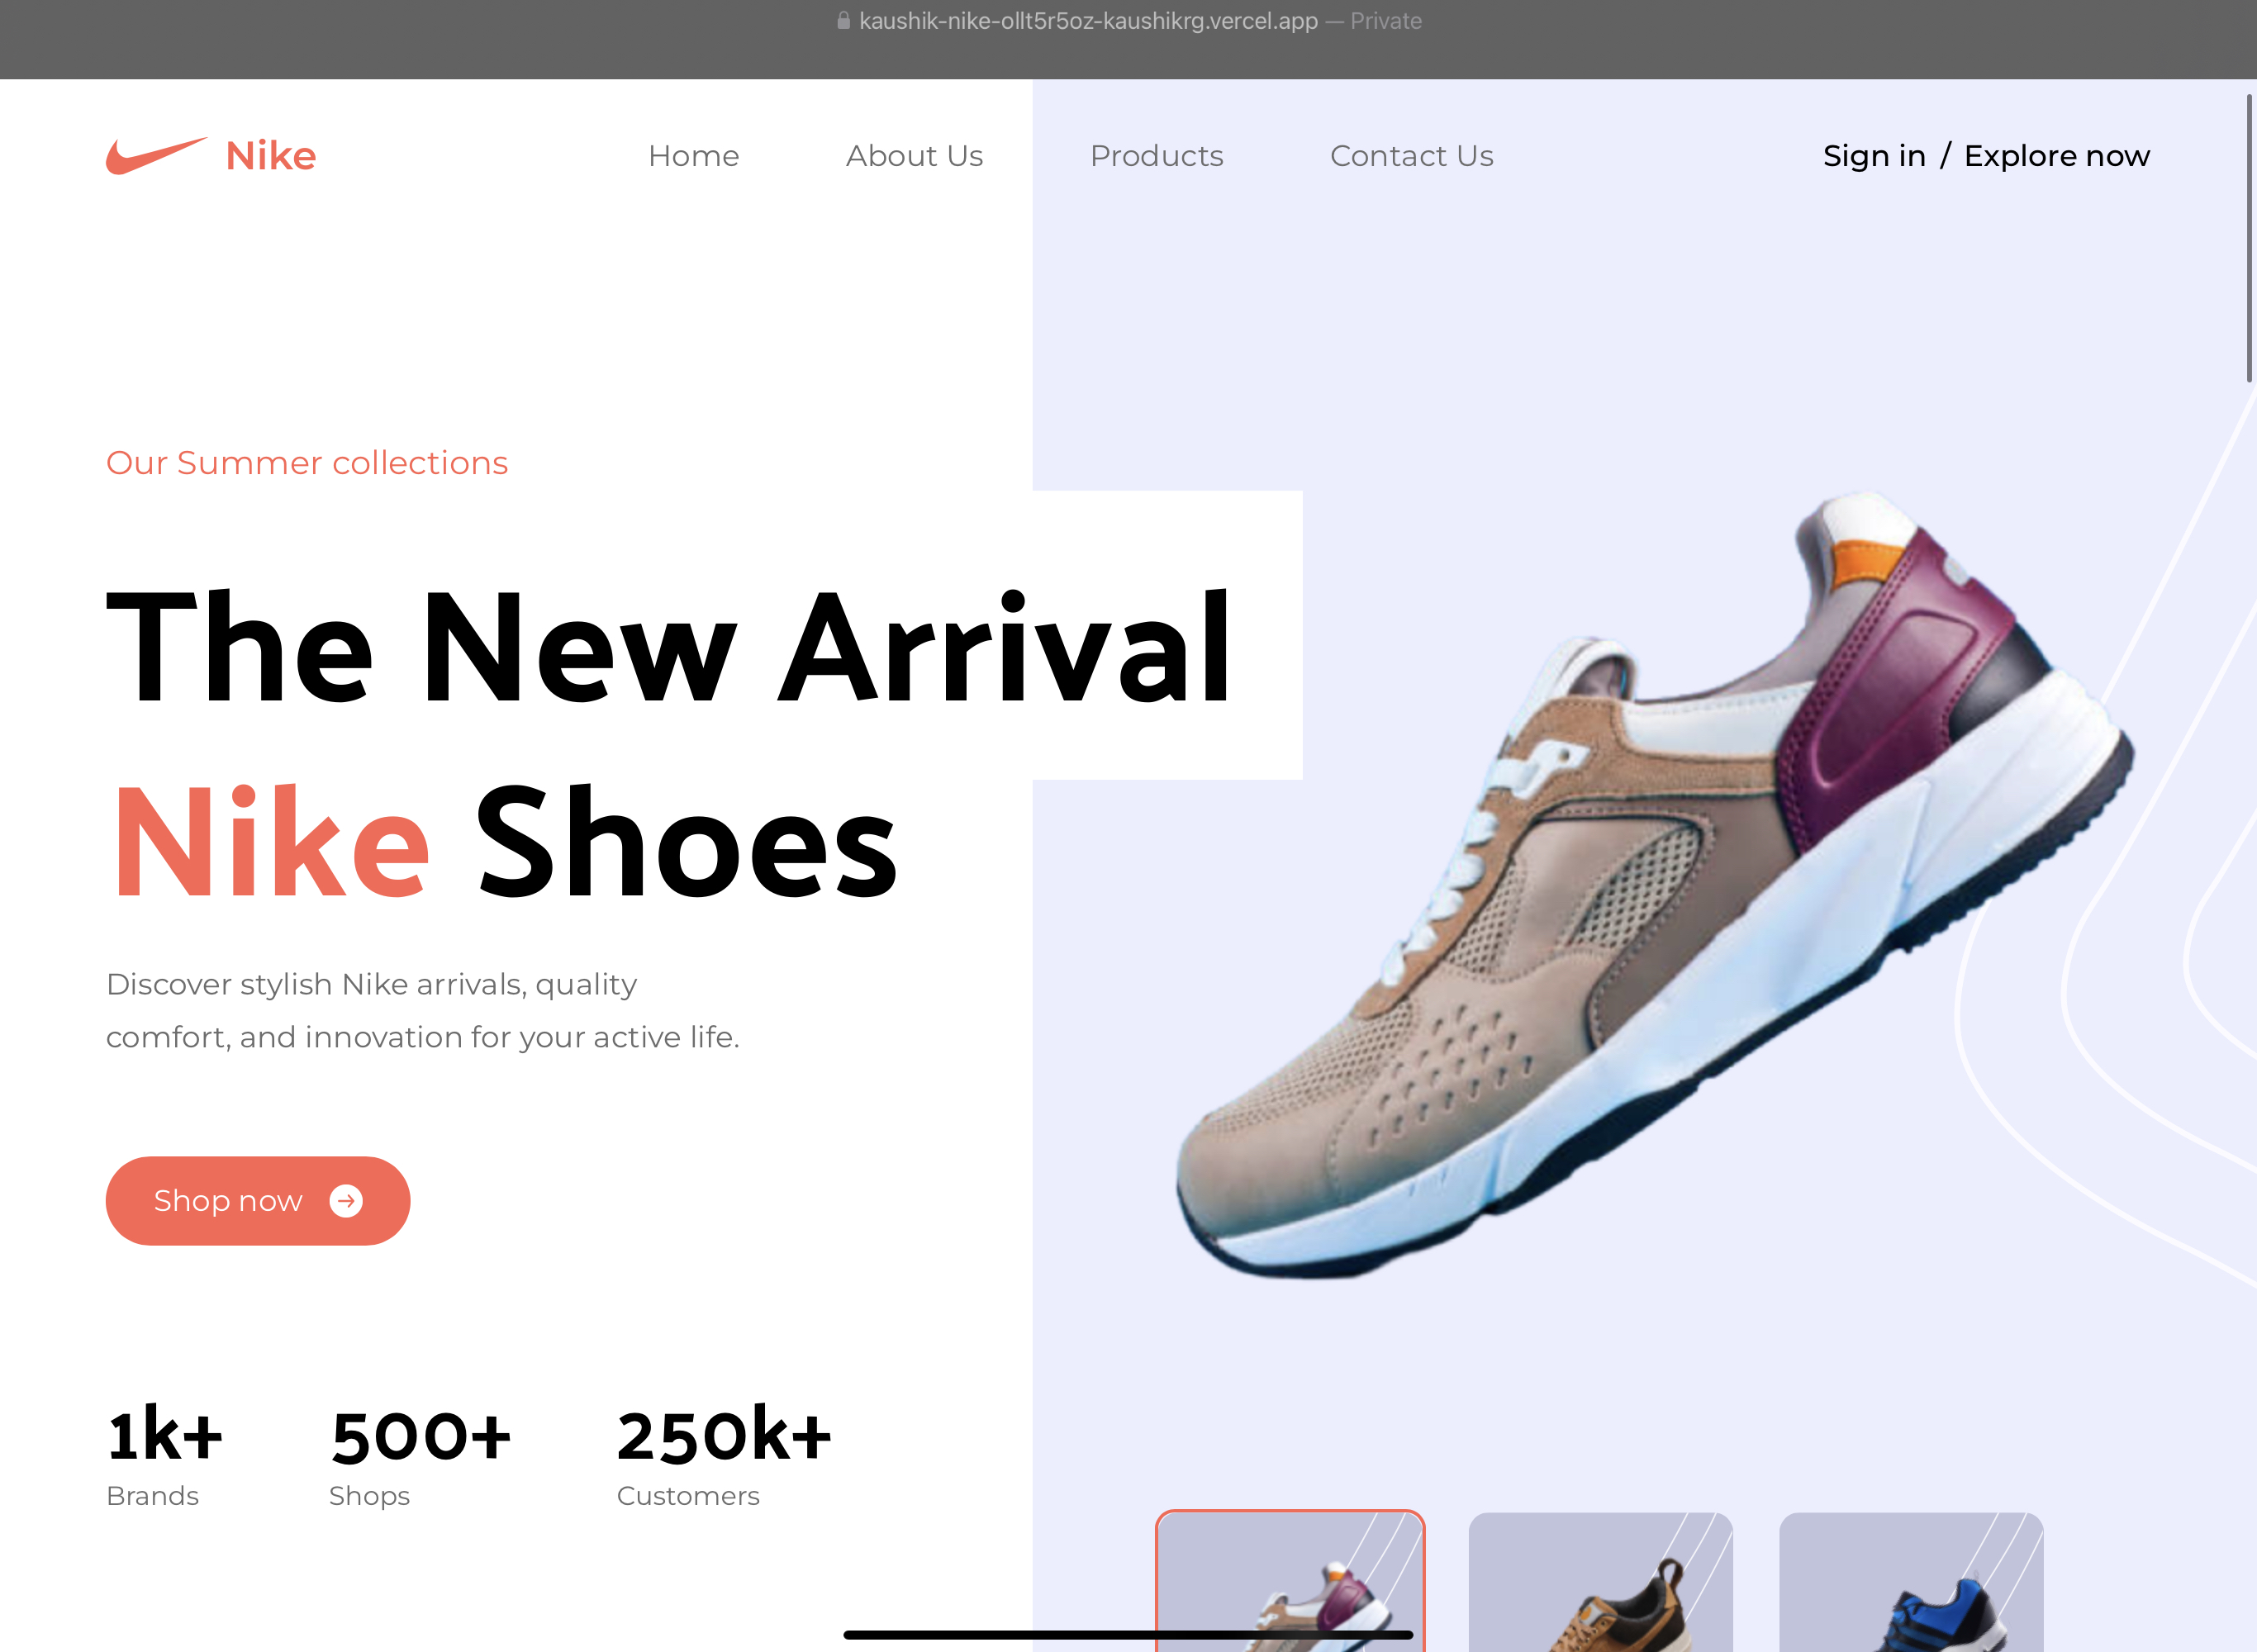 kaushik-nike-ollt5r5oz-kaushikrg.vercel.app — Private
Nike
Home
About Us
Products
Contact Us
Sign in / Explore now
Our Summer collections
The New Arrival
Nike Shoes
Discover stylish Nike arrivals, quality
comfort, and innovation for your active life.
Shop now
1k+
500+
250k+
Brands
Shops
Customers